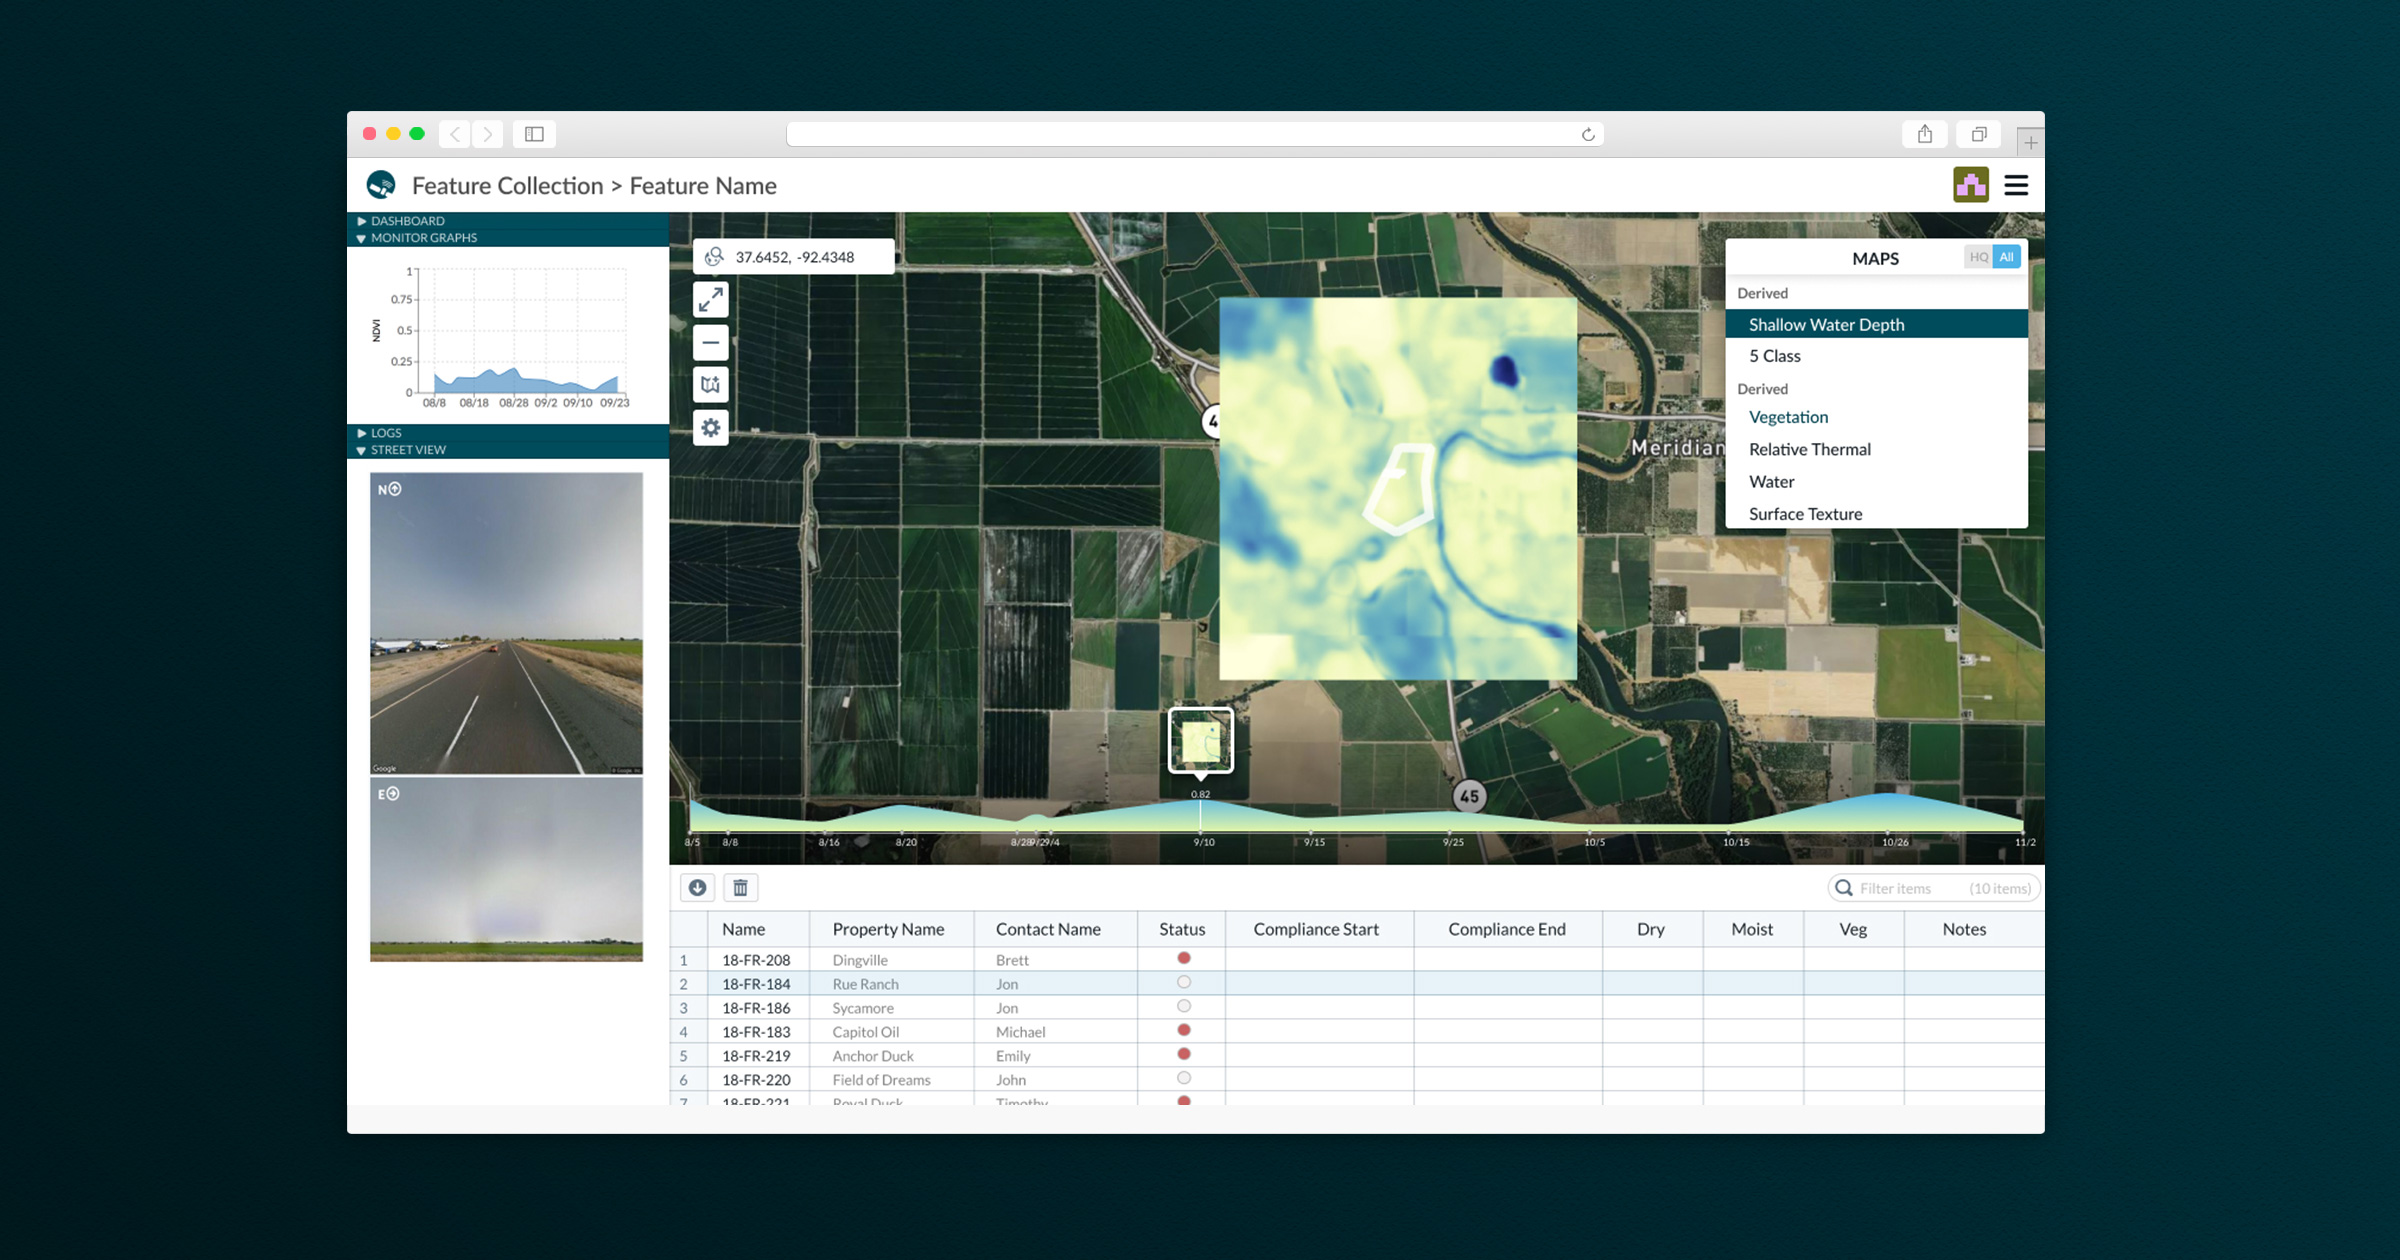 Feature Collection > Feature Name
DASHBOARD
MONITOR GRAPHS
1
0.75
0.5
0.25
0
NDVI
08/8 08/18 08/28 09/2 09/10 09/23
LOGS
STREET VIEW
N
Google
E
37.6452, -92.4348
4
Meridian
45
MAPS
HQ All
Derived
Shallow Water Depth
5 Class
Derived
Vegetation
Relative Thermal
Water
Surface Texture
0.82
8/5 8/8 8/16 8/20 8/28 9/2 9/4 9/10 9/15 9/25 10/5 10/15 10/26 11/2
Filter items (10 items)
Name Property Name Contact Name Status Compliance Start Compliance End Dry Moist Veg Notes
1 18-FR-208 Dingville Brett
2 18-FR-184 Rue Ranch Jon
3 18-FR-186 Sycamore Jon
4 18-FR-183 Capitol Oil Michael
5 18-FR-219 Anchor Duck Emily
6 18-FR-220 Field of Dreams John
7 18-FR-221 Royal Duck Timothy